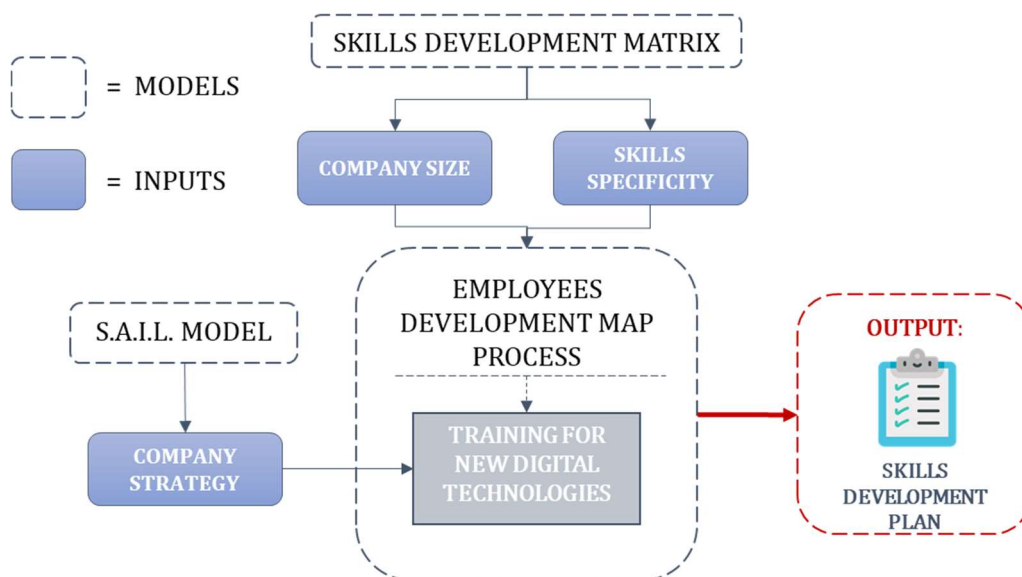 SKILLS DEVELOPMENT MATRIX
= MODELS
= INPUTS
COMPANY SIZE
SKILLS
SPECIFICITY
EMPLOYEES
DEVELOPMENT MAP
PROCESS
S.A.I.L. MODEL
COMPANY
STRATEGY
TRAINING FOR
NEW DIGITAL
TECHNOLOGIES
OUTPUT:
SKILLS
DEVELOPMENT
PLAN